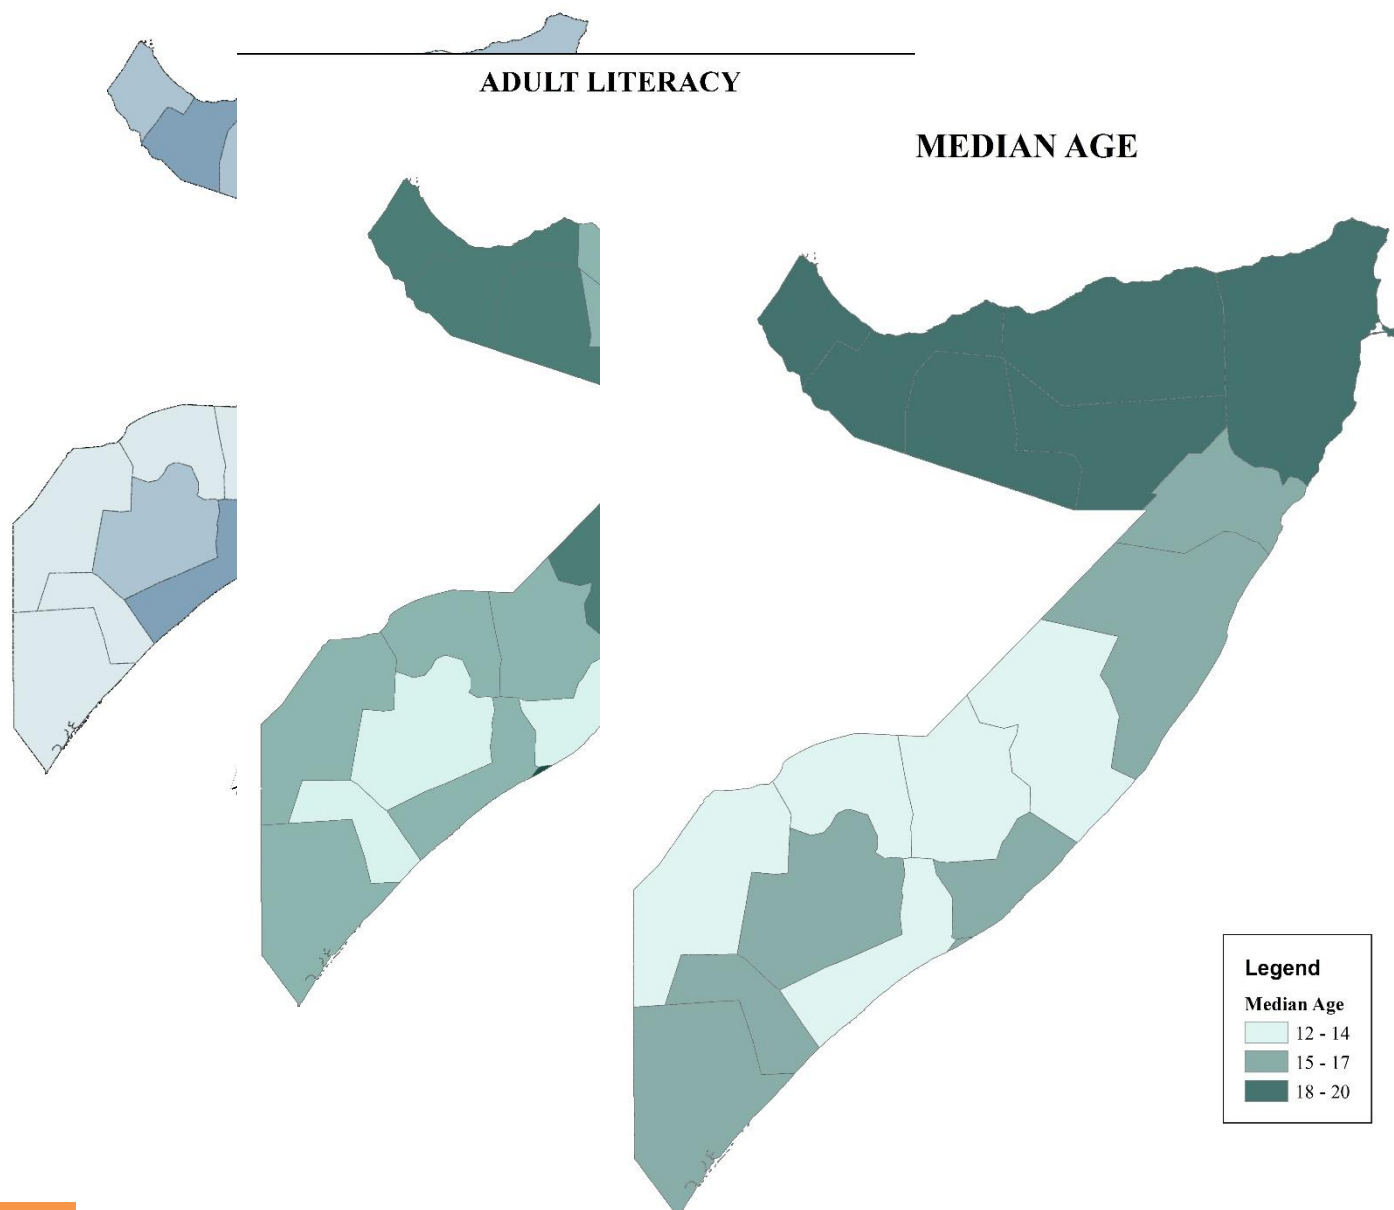 ADULT LITERACY
MEDIAN AGE
Legend
Median Age
12 - 14
15 - 17
18 - 20